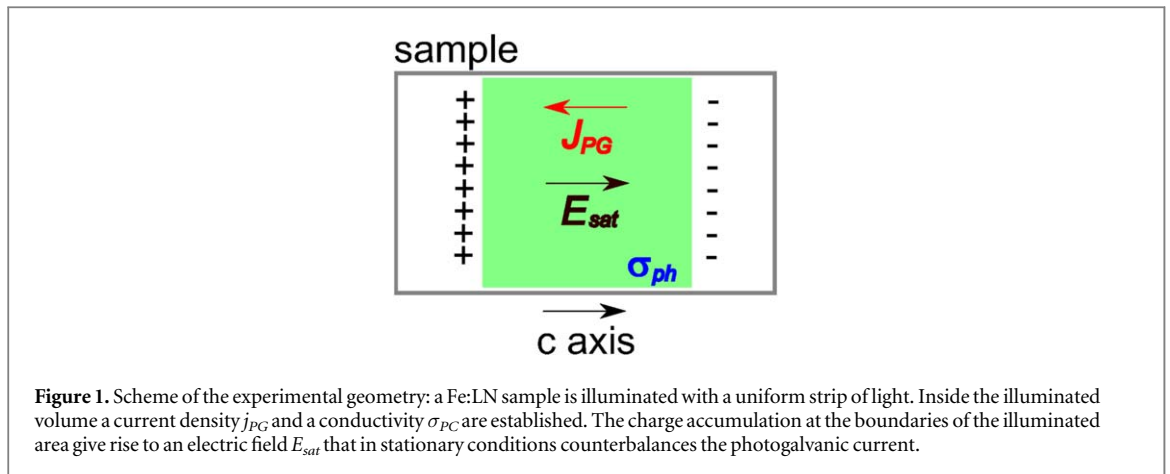 sample
+ -
+ -
+ -
+ -
+ -
+ -
+ -
+ -
J_PG
E_sat
σ_ph
c axis
Figure 1. Scheme of the experimental geometry: a Fe:LN sample is illuminated with a uniform strip of light. Inside the illuminated
volume a current density j_PG and a conductivity σ_PC are established. The charge accumulation at the boundaries of the illuminated
area give rise to an electric field E_sat that in stationary conditions counterbalances the photogalvanic current.